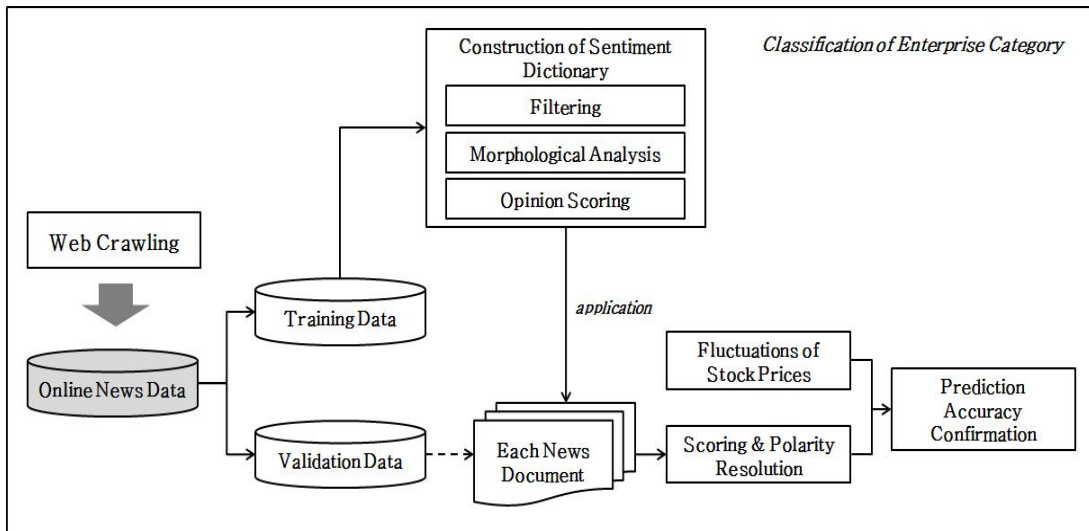 Construction of Sentiment
Dictionary
Classification of Enterprise Category
Filtering
Morphological Analysis
Opinion Scoring
Web Crawling
Training Data
application
Online News Data
Fluctuations of
Stock Prices
Prediction
Accuracy
Confirmation
Validation Data
Each News
Document
Scoring & Polarity
Resolution